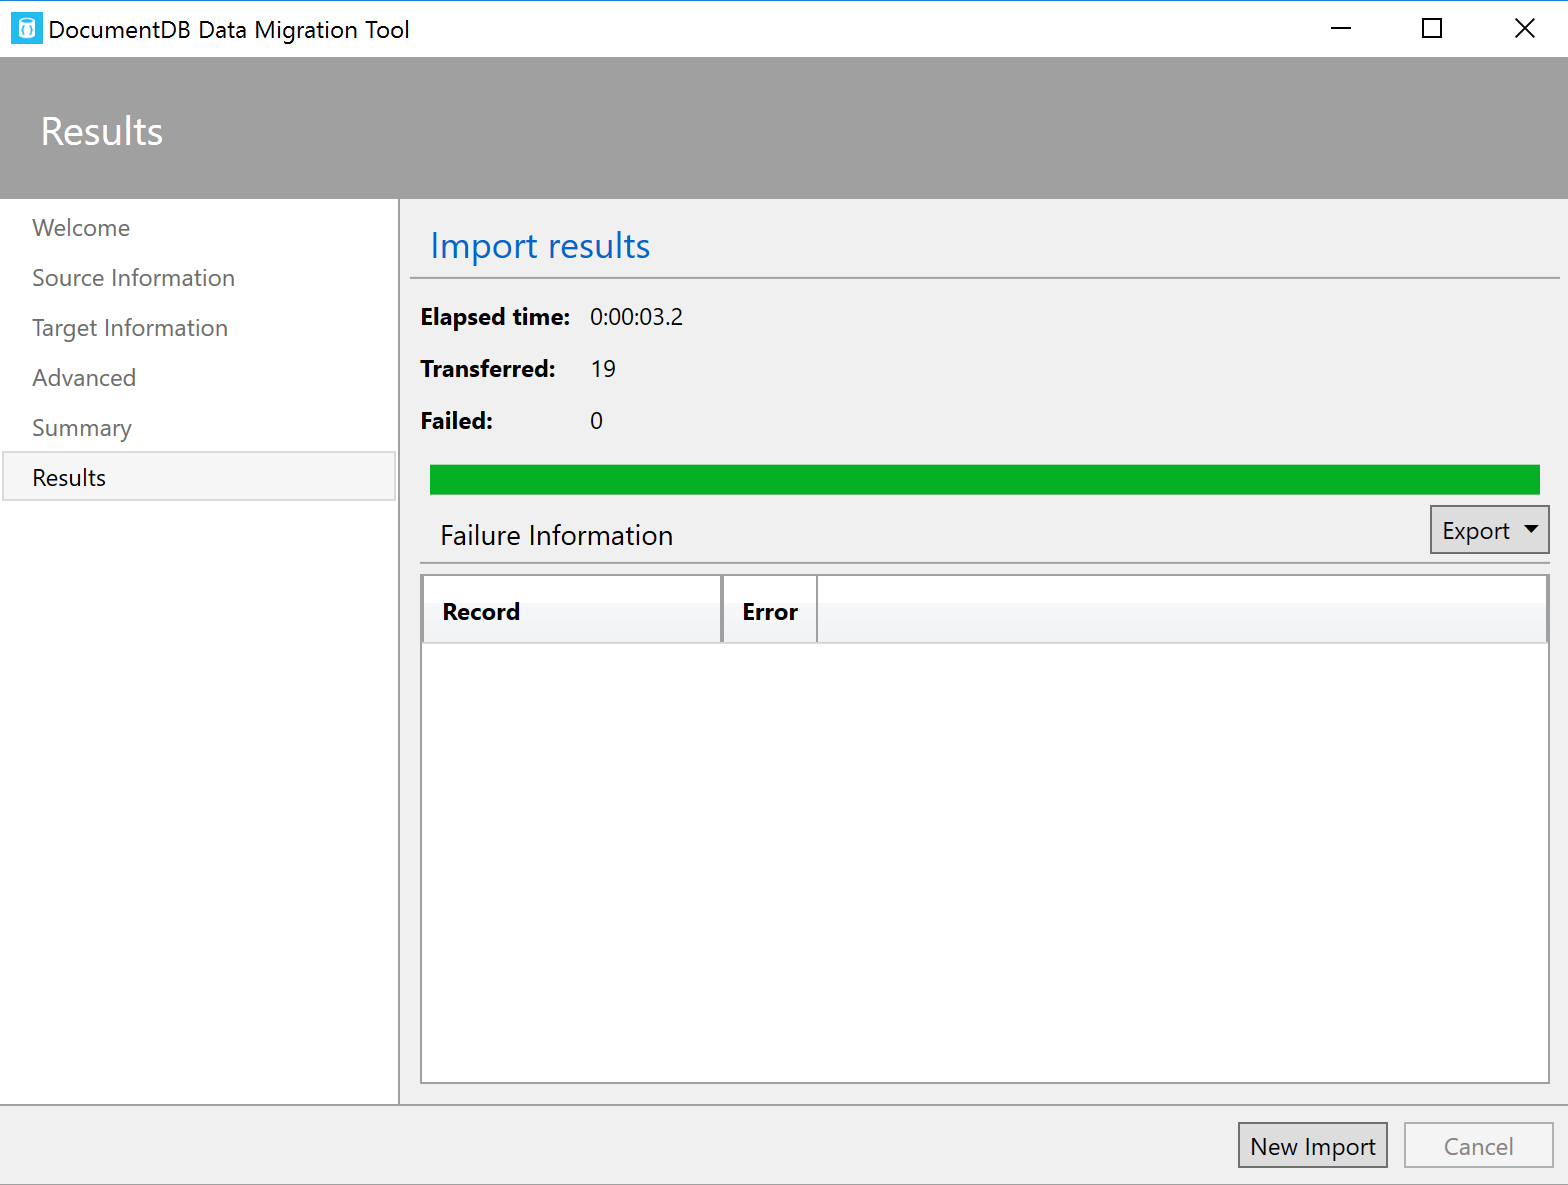 DocumentDB Data Migration Tool
Results
Welcome
Source Information
Target Information
Advanced
Summary
Results
Import results
Elapsed time: 0:00:03.2
Transferred: 19
Failed: 0
Failure Information
Export
Record Error
New Import Cancel